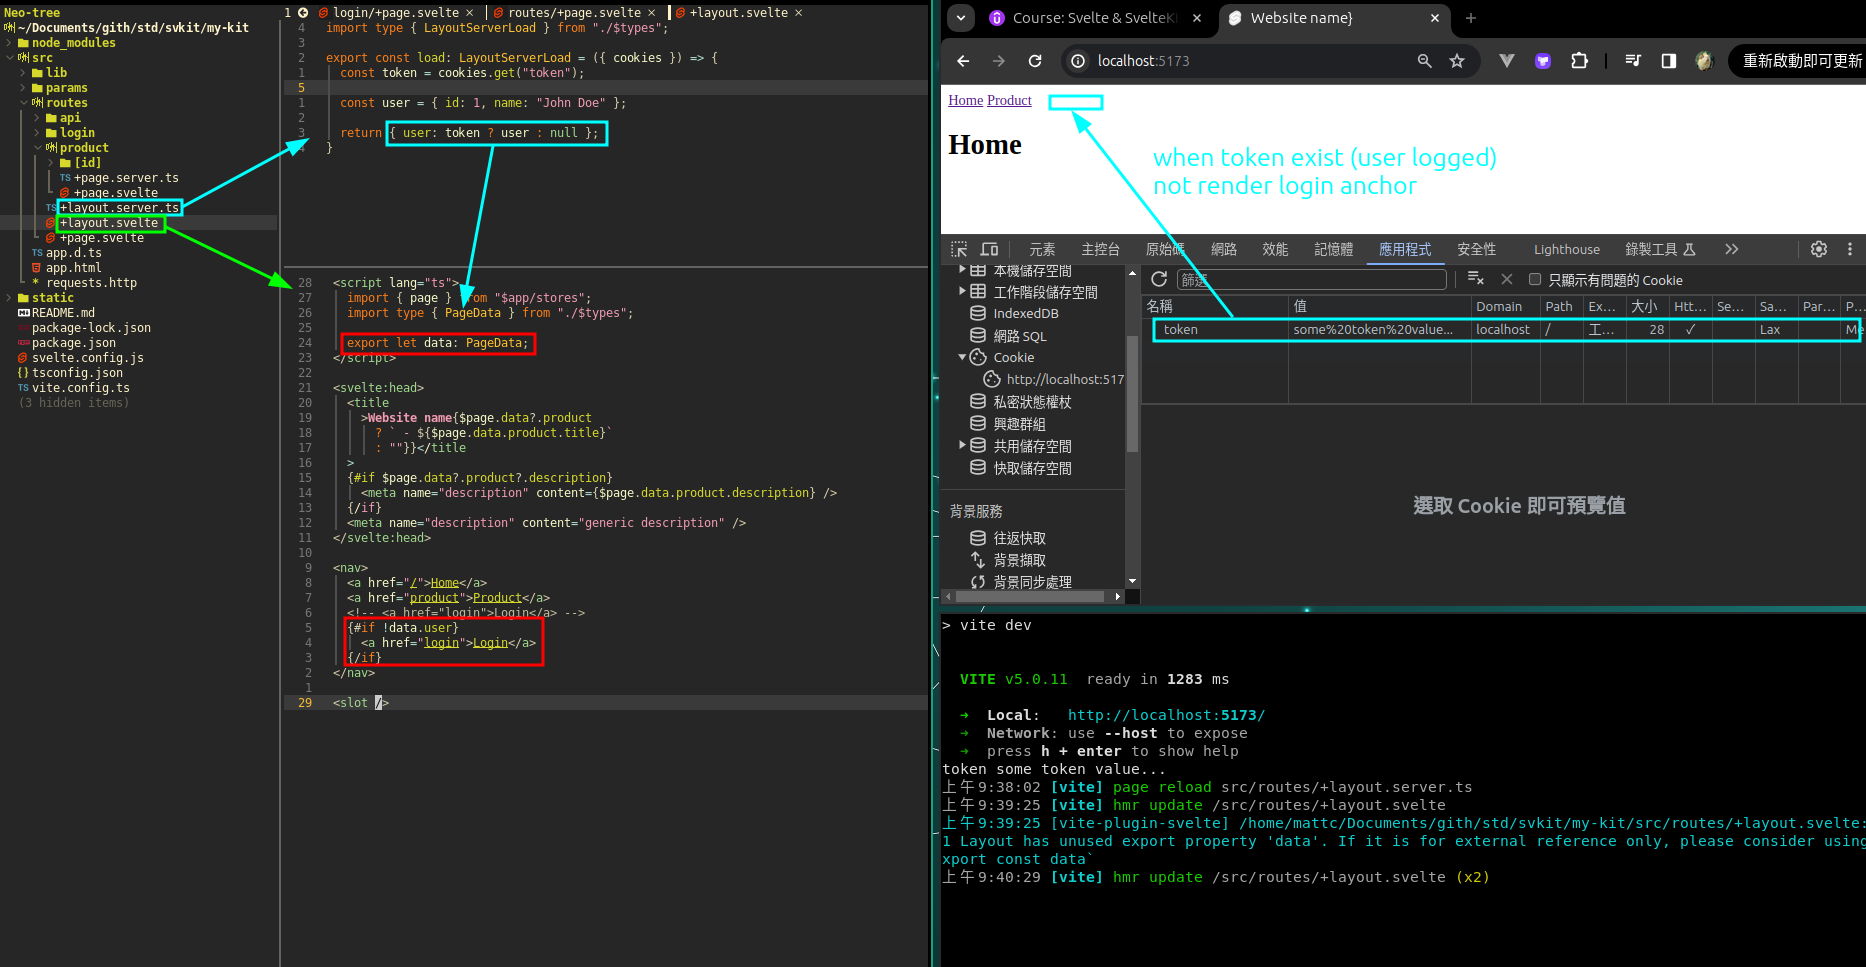 Neo-tree
~/Documents/gith/std/svkit/my-kit
node_modules
src
lib
params
routes
api
login
product
[id]
TS +page.server.ts
+page.svelte
TS +layout.server.ts
+layout.svelte
+page.svelte
TS app.d.ts
app.html
* requests.http
static
README.md
package-lock.json
package.json
svelte.config.js
{} tsconfig.json
TS vite.config.ts
(3 hidden items)
1 login/+page.svelte × routes/+page.svelte × +layout.svelte ×
4 import type { LayoutServerLoad } from "./$types";
3
2 export const load: LayoutServerLoad = ({ cookies }) => {
1 const token = cookies.get("token");
5
1 const user = { id: 1, name: "John Doe" };
2
3 return { user: token ? user : null };
}
28 <script lang="ts">
27 import { page } from "$app/stores";
26 import type { PageData } from "./$types";
25
24 export let data: PageData;
23 </script>
22
21 <svelte:head>
20 <title
19 >Website name{$page.data?.product
18 ? ` - ${$page.data.product.title}`
17 : ""}}</title
16 >
15 {#if $page.data?.product?.description}
14 <meta name="description" content={$page.data.product.description} />
13 {/if}
12 <meta name="description" content="generic description" />
11 </svelte:head>
10
9 <nav>
8 <a href="/">Home</a>
7 <a href="product">Product</a>
6 <!-- <a href="login">Login</a> -->
5 {#if !data.user}
4 <a href="login">Login</a>
3 {/if}
2 </nav>
1
29 <slot />
Course: Svelte & SvelteK
Website name}
localhost:5173
重新啟動即可更新
Home Product
Home
when token exist (user logged)
not render login anchor
元素 主控台 原始碼 網路 效能 記憶體 應用程式 安全性 Lighthouse 錄製工具
本機儲存空間
工作階段儲存空間
IndexedDB
網路 SQL
Cookie
http://localhost:517
私密狀態權杖
興趣群組
共用儲存空間
快取儲存空間
背景服務
往返快取
背景擷取
背景同步處理
篩選
只顯示有問題的 Cookie
名稱 值 Domain Path Ex... 大小 Htt... Se... Sa... Par... P...
token some%20token%20value... localhost / 工... 28 ✓ Lax Me
選取 Cookie 即可預覽值
> vite dev
VITE v5.0.11 ready in 1283 ms
➜ Local: http://localhost:5173/
➜ Network: use --host to expose
➜ press h + enter to show help
token some token value...
上午9:38:02 [vite] page reload src/routes/+layout.server.ts
上午9:39:25 [vite] hmr update /src/routes/+layout.svelte
上午9:39:25 [vite-plugin-svelte] /home/mattc/Documents/gith/std/svkit/my-kit/src/routes/+layout.svelte:
1 Layout has unused export property 'data'. If it is for external reference only, please consider using
xport const data`
上午9:40:29 [vite] hmr update /src/routes/+layout.svelte (x2)